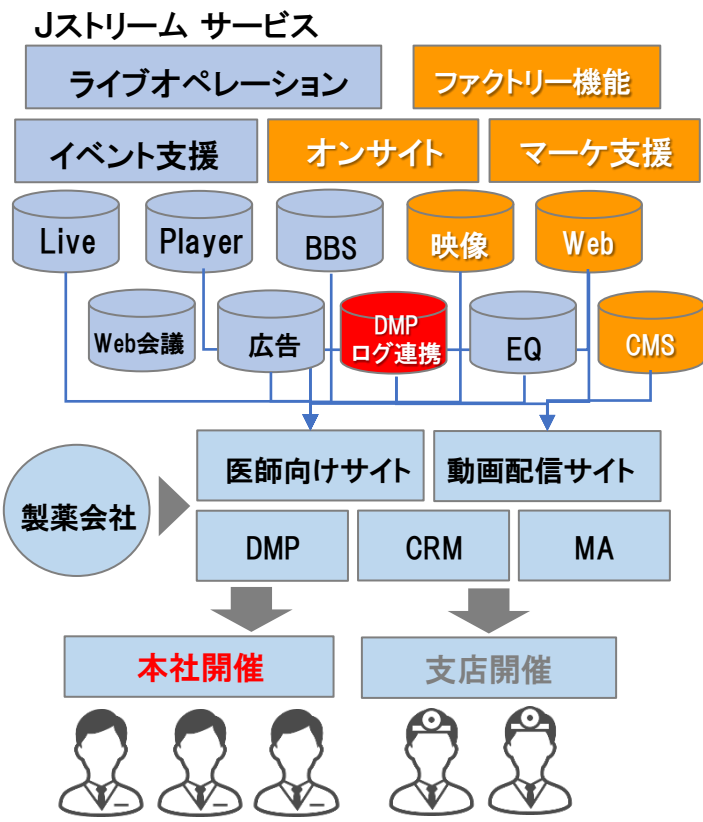 Jストリーム サービス
ライブオペレーション
ファクトリー機能
イベント支援
オンサイト
マーケ支援
Live
Player
BBS
映像
Web
Web会議
広告
DMP
ログ連携
EQ
CMS
製薬会社
医師向けサイト
動画配信サイト
DMP
CRM
MA
本社開催
支店開催